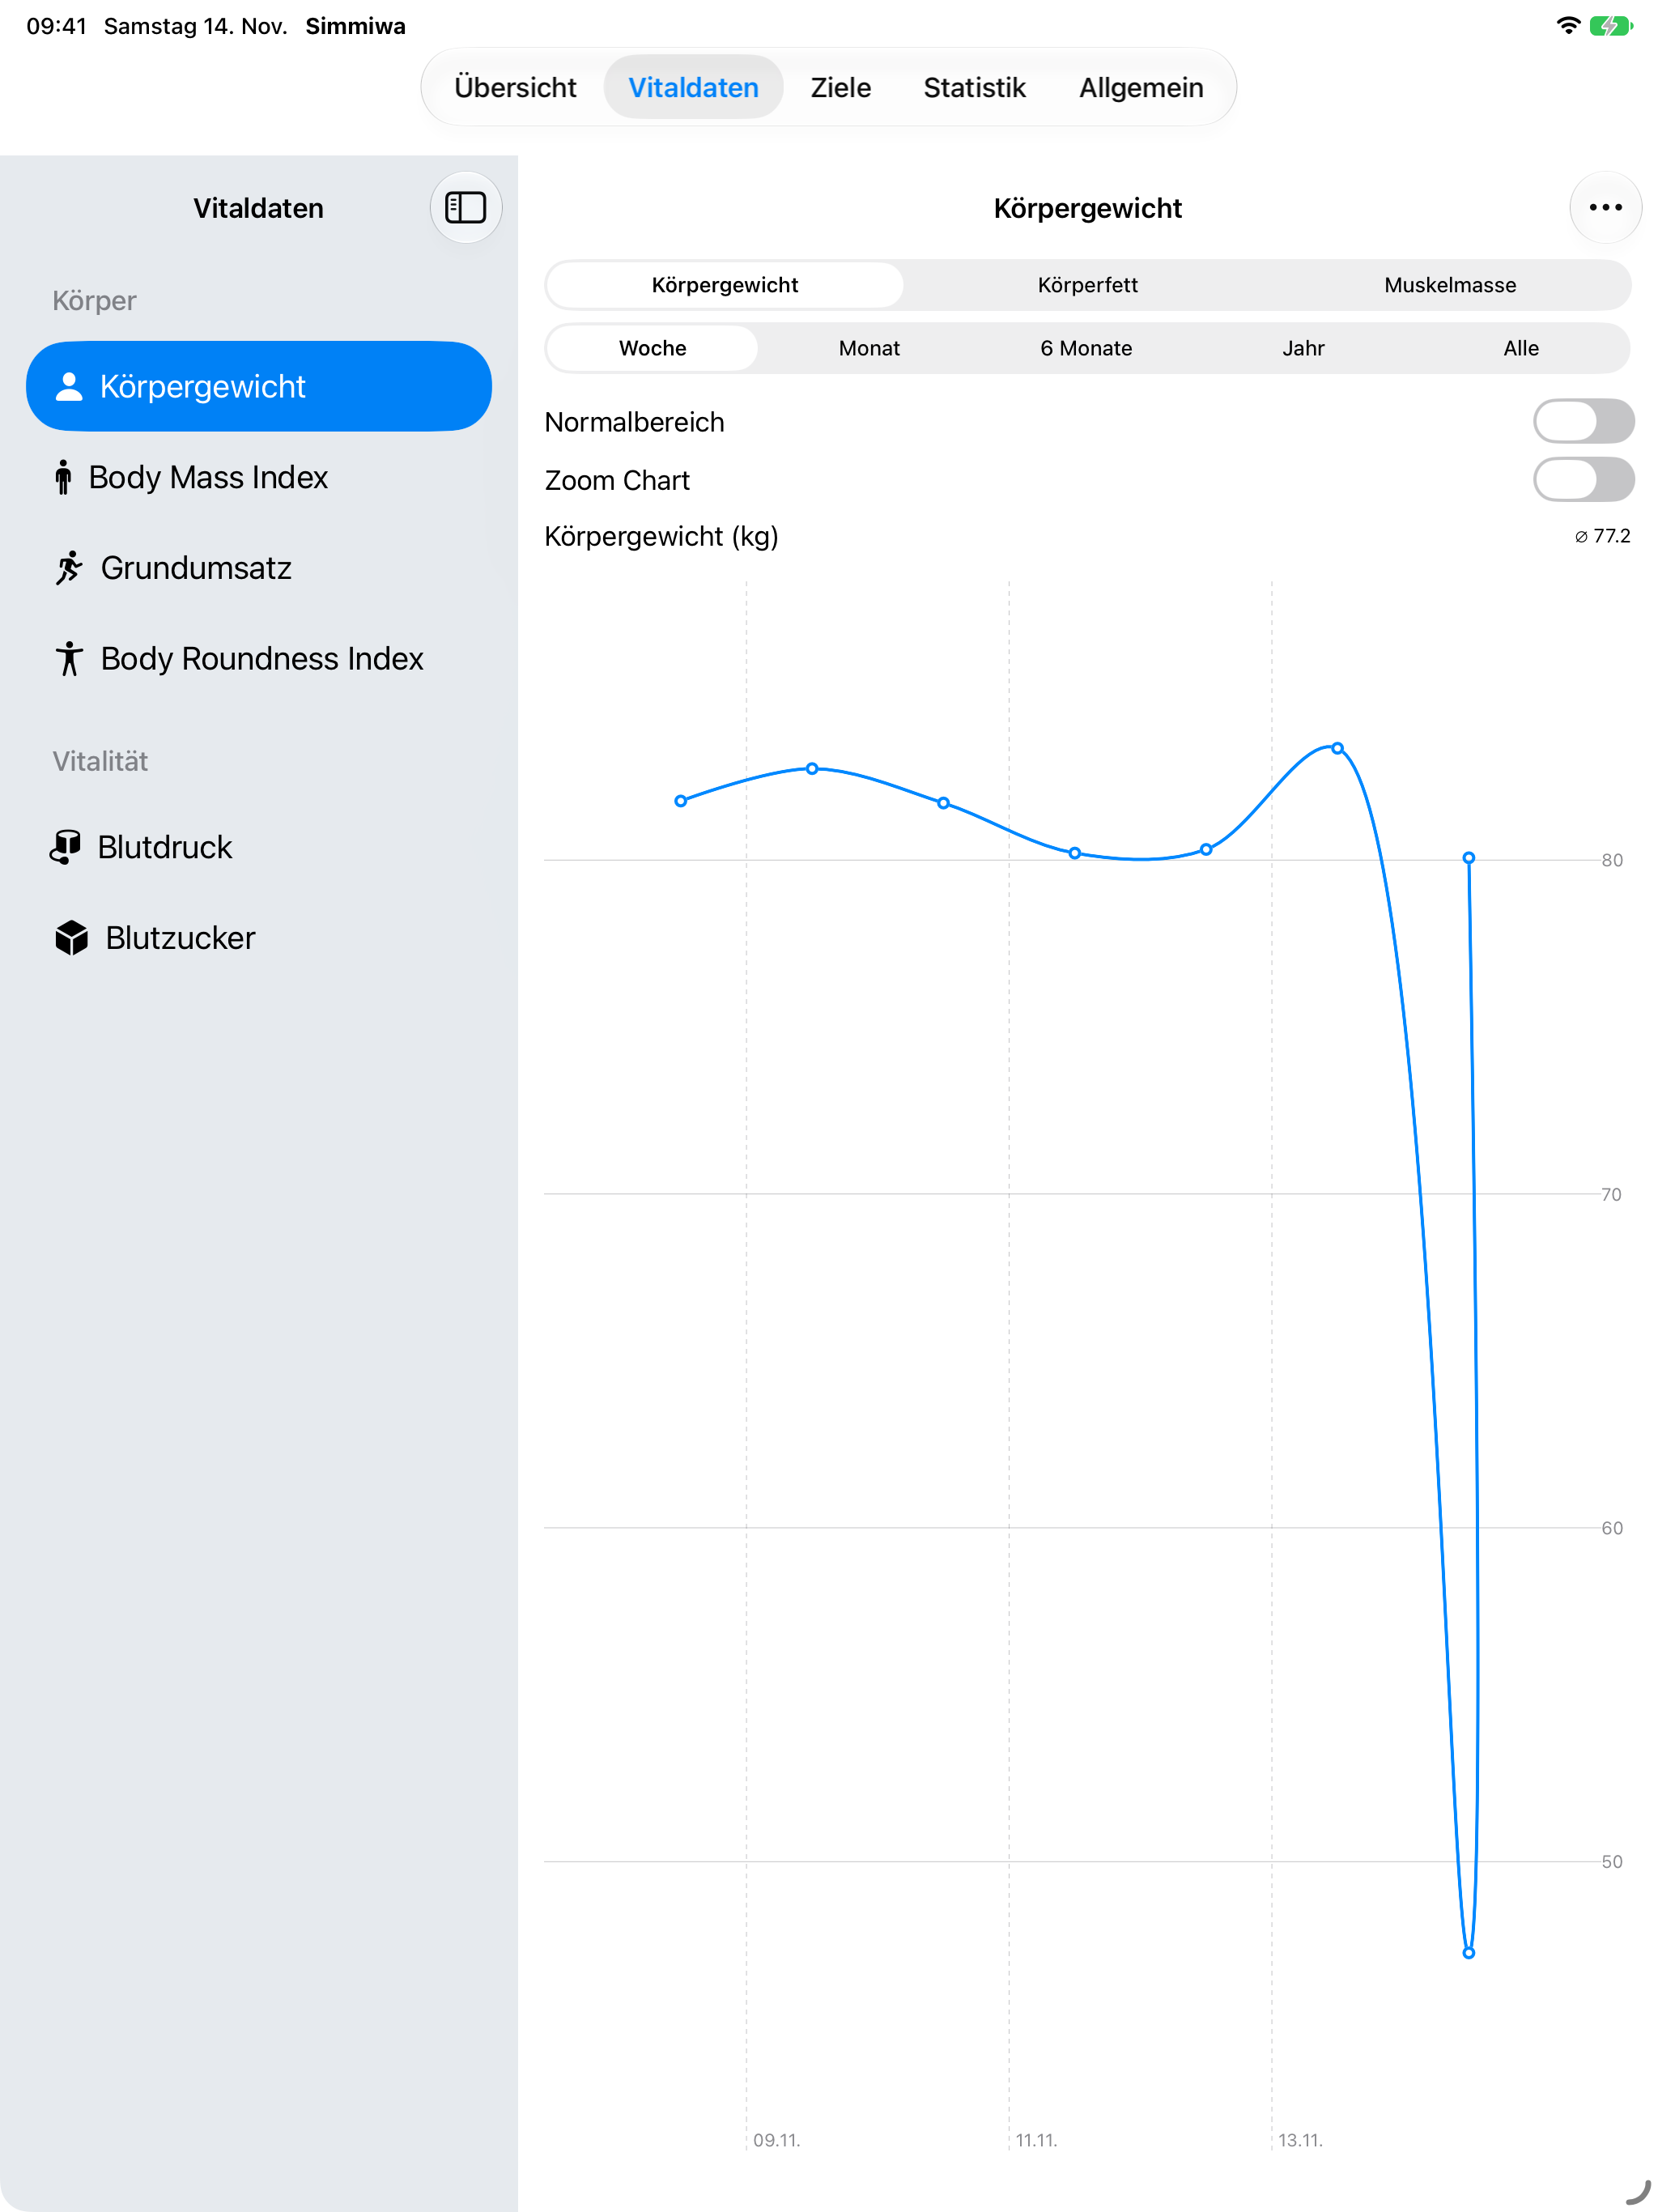 09:41 Samstag 14. Nov. Simmiwa
Übersicht Vitaldaten Ziele Statistik Allgemein
Vitaldaten
Körper
Körpergewicht
Body Mass Index
Grundumsatz
Body Roundness Index
Vitalität
Blutdruck
Blutzucker
Körpergewicht
Körpergewicht Körperfett Muskelmasse
Woche Monat 6 Monate Jahr Alle
Normalbereich
Zoom Chart
Körpergewicht (kg) ⌀ 77.2
80
70
60
50
09.11. 11.11. 13.11.